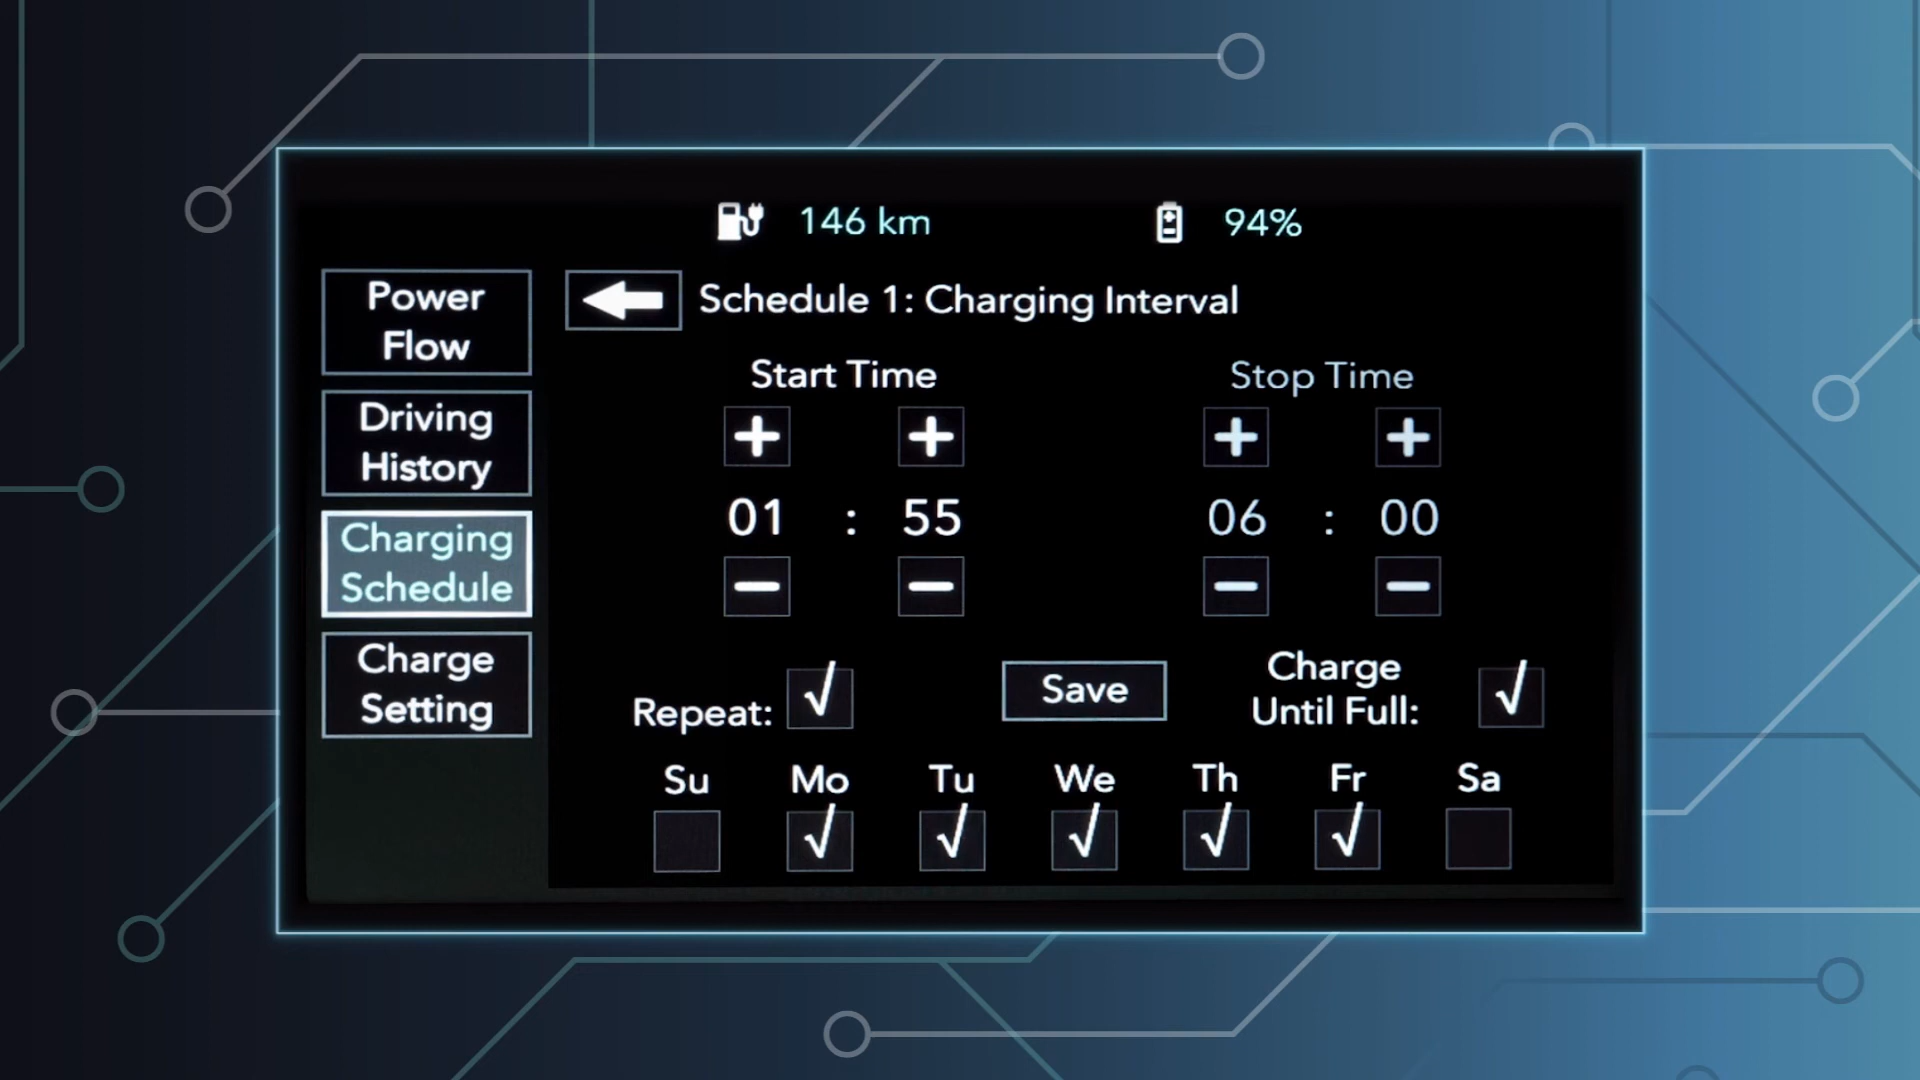 146 km
94%
Power
Flow
Driving
History
Charging
Schedule
Charge
Setting
Schedule 1: Charging Interval
Start Time
01 : 55
Stop Time
06 : 00
Repeat: √
Save
Charge
Until Full: √
Su Mo Tu We Th Fr Sa
√ √ √ √ √